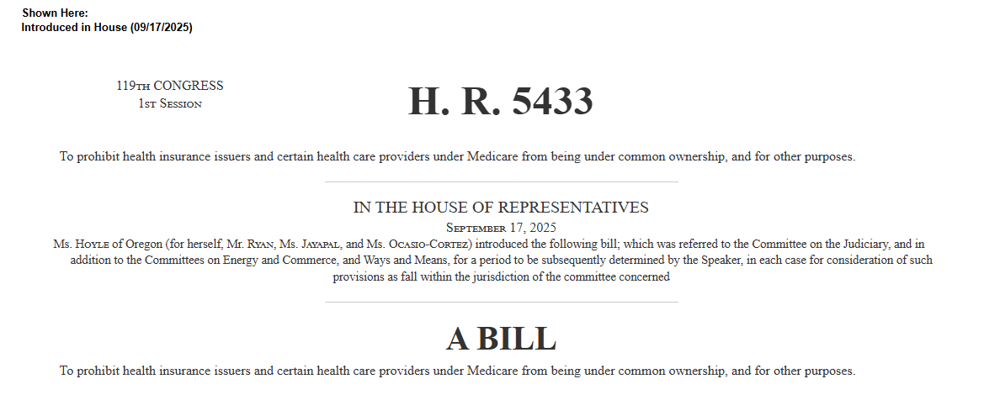 Shown Here:
Introduced in House (09/17/2025)
119TH CONGRESS
1ST SESSION
H. R. 5433
To prohibit health insurance issuers and certain health care providers under Medicare from being under common ownership, and for other purposes.
IN THE HOUSE OF REPRESENTATIVES
SEPTEMBER 17, 2025
Ms. HOYLE of Oregon (for herself, Mr. RYAN, Ms. JAYAPAL, and Ms. OCASIO-CORTEZ) introduced the following bill; which was referred to the Committee on the Judiciary, and in
addition to the Committees on Energy and Commerce, and Ways and Means, for a period to be subsequently determined by the Speaker, in each case for consideration of such
provisions as fall within the jurisdiction of the committee concerned
A BILL
To prohibit health insurance issuers and certain health care providers under Medicare from being under common ownership, and for other purposes.